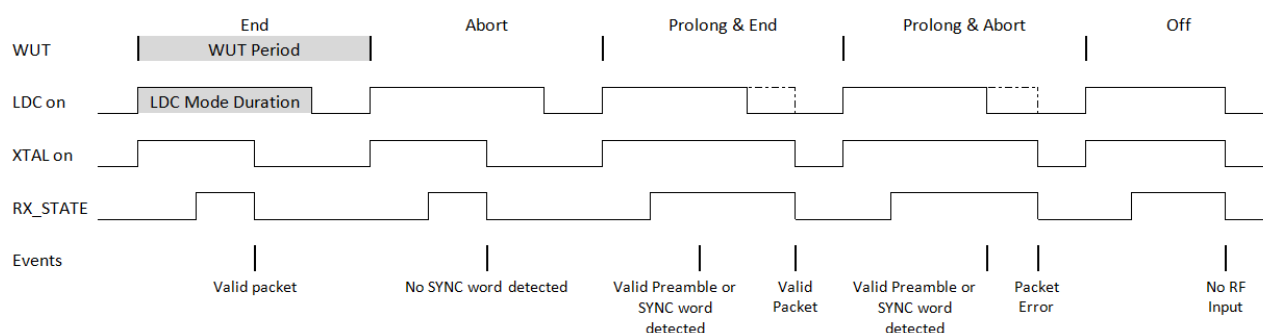 End Abort Prolong & End Prolong & Abort Off
WUT WUT Period
LDC on LDC Mode Duration
XTAL on
RX_STATE
Events
Valid packet No SYNC word detected Valid Preamble or Valid Valid Preamble or Packet No RF
SYNC word Packet SYNC word Error Input
detected detected